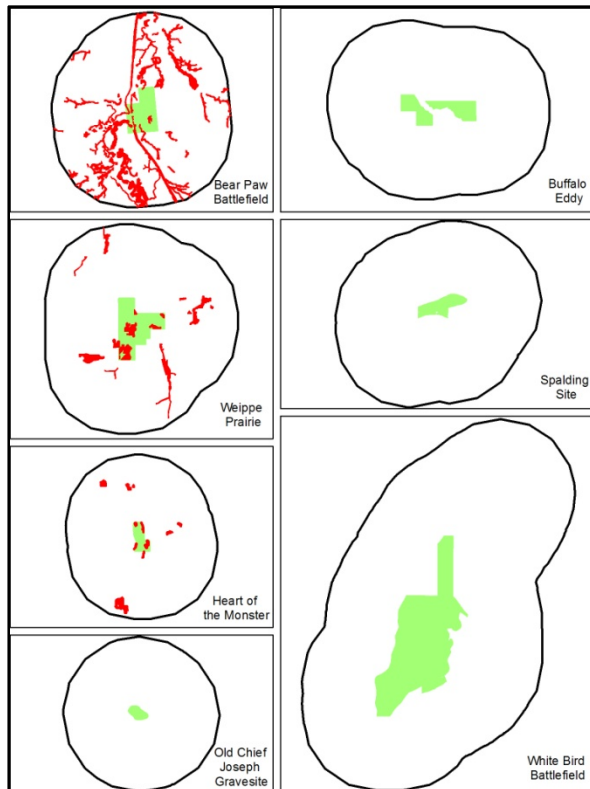 Bear Paw
Battlefield
Buffalo
Eddy
Weippe
Prairie
Spalding
Site
Heart of
the Monster
Old Chief
Joseph
Gravesite
White Bird
Battlefield